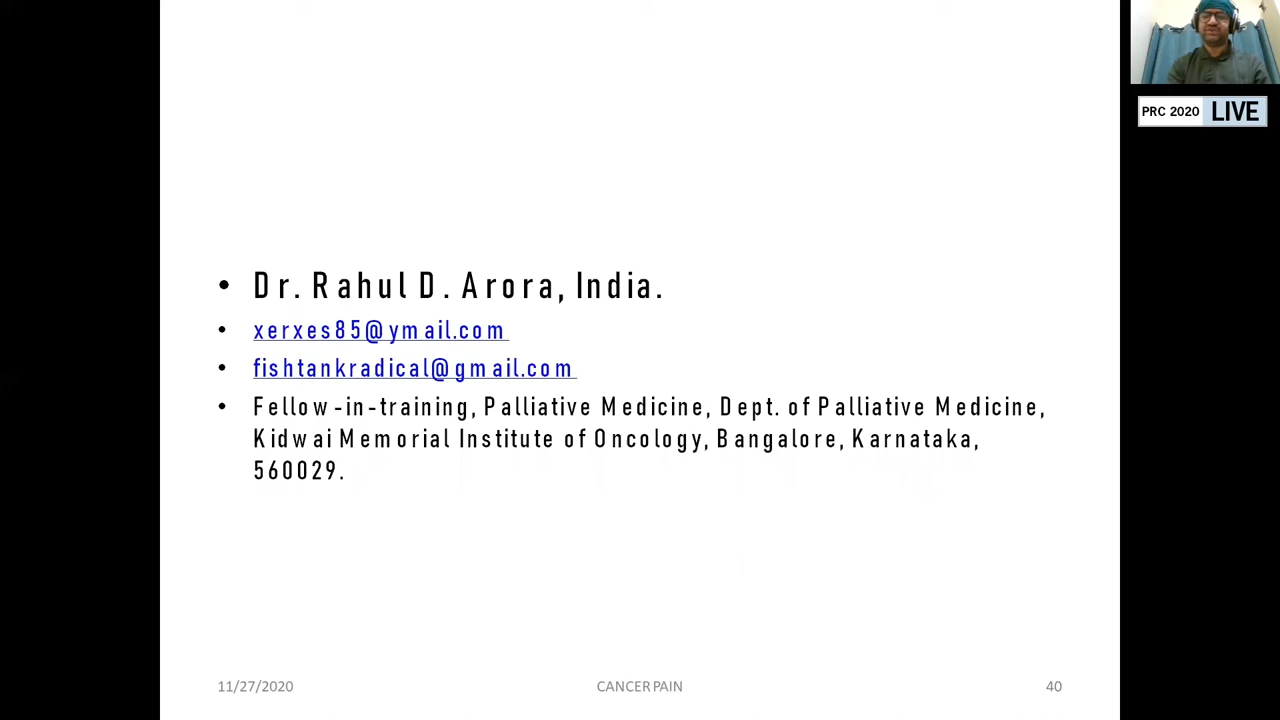 PRC 2020 LIVE
• Dr. Rahul D. Arora, India.
• xerxes85@ymail.com
• fishtankradical@gmail.com
• Fellow-in-training, Palliative Medicine, Dept. of Palliative Medicine,
Kidwai Memorial Institute of Oncology, Bangalore, Karnataka,
560029.
11/27/2020 CANCER PAIN 40